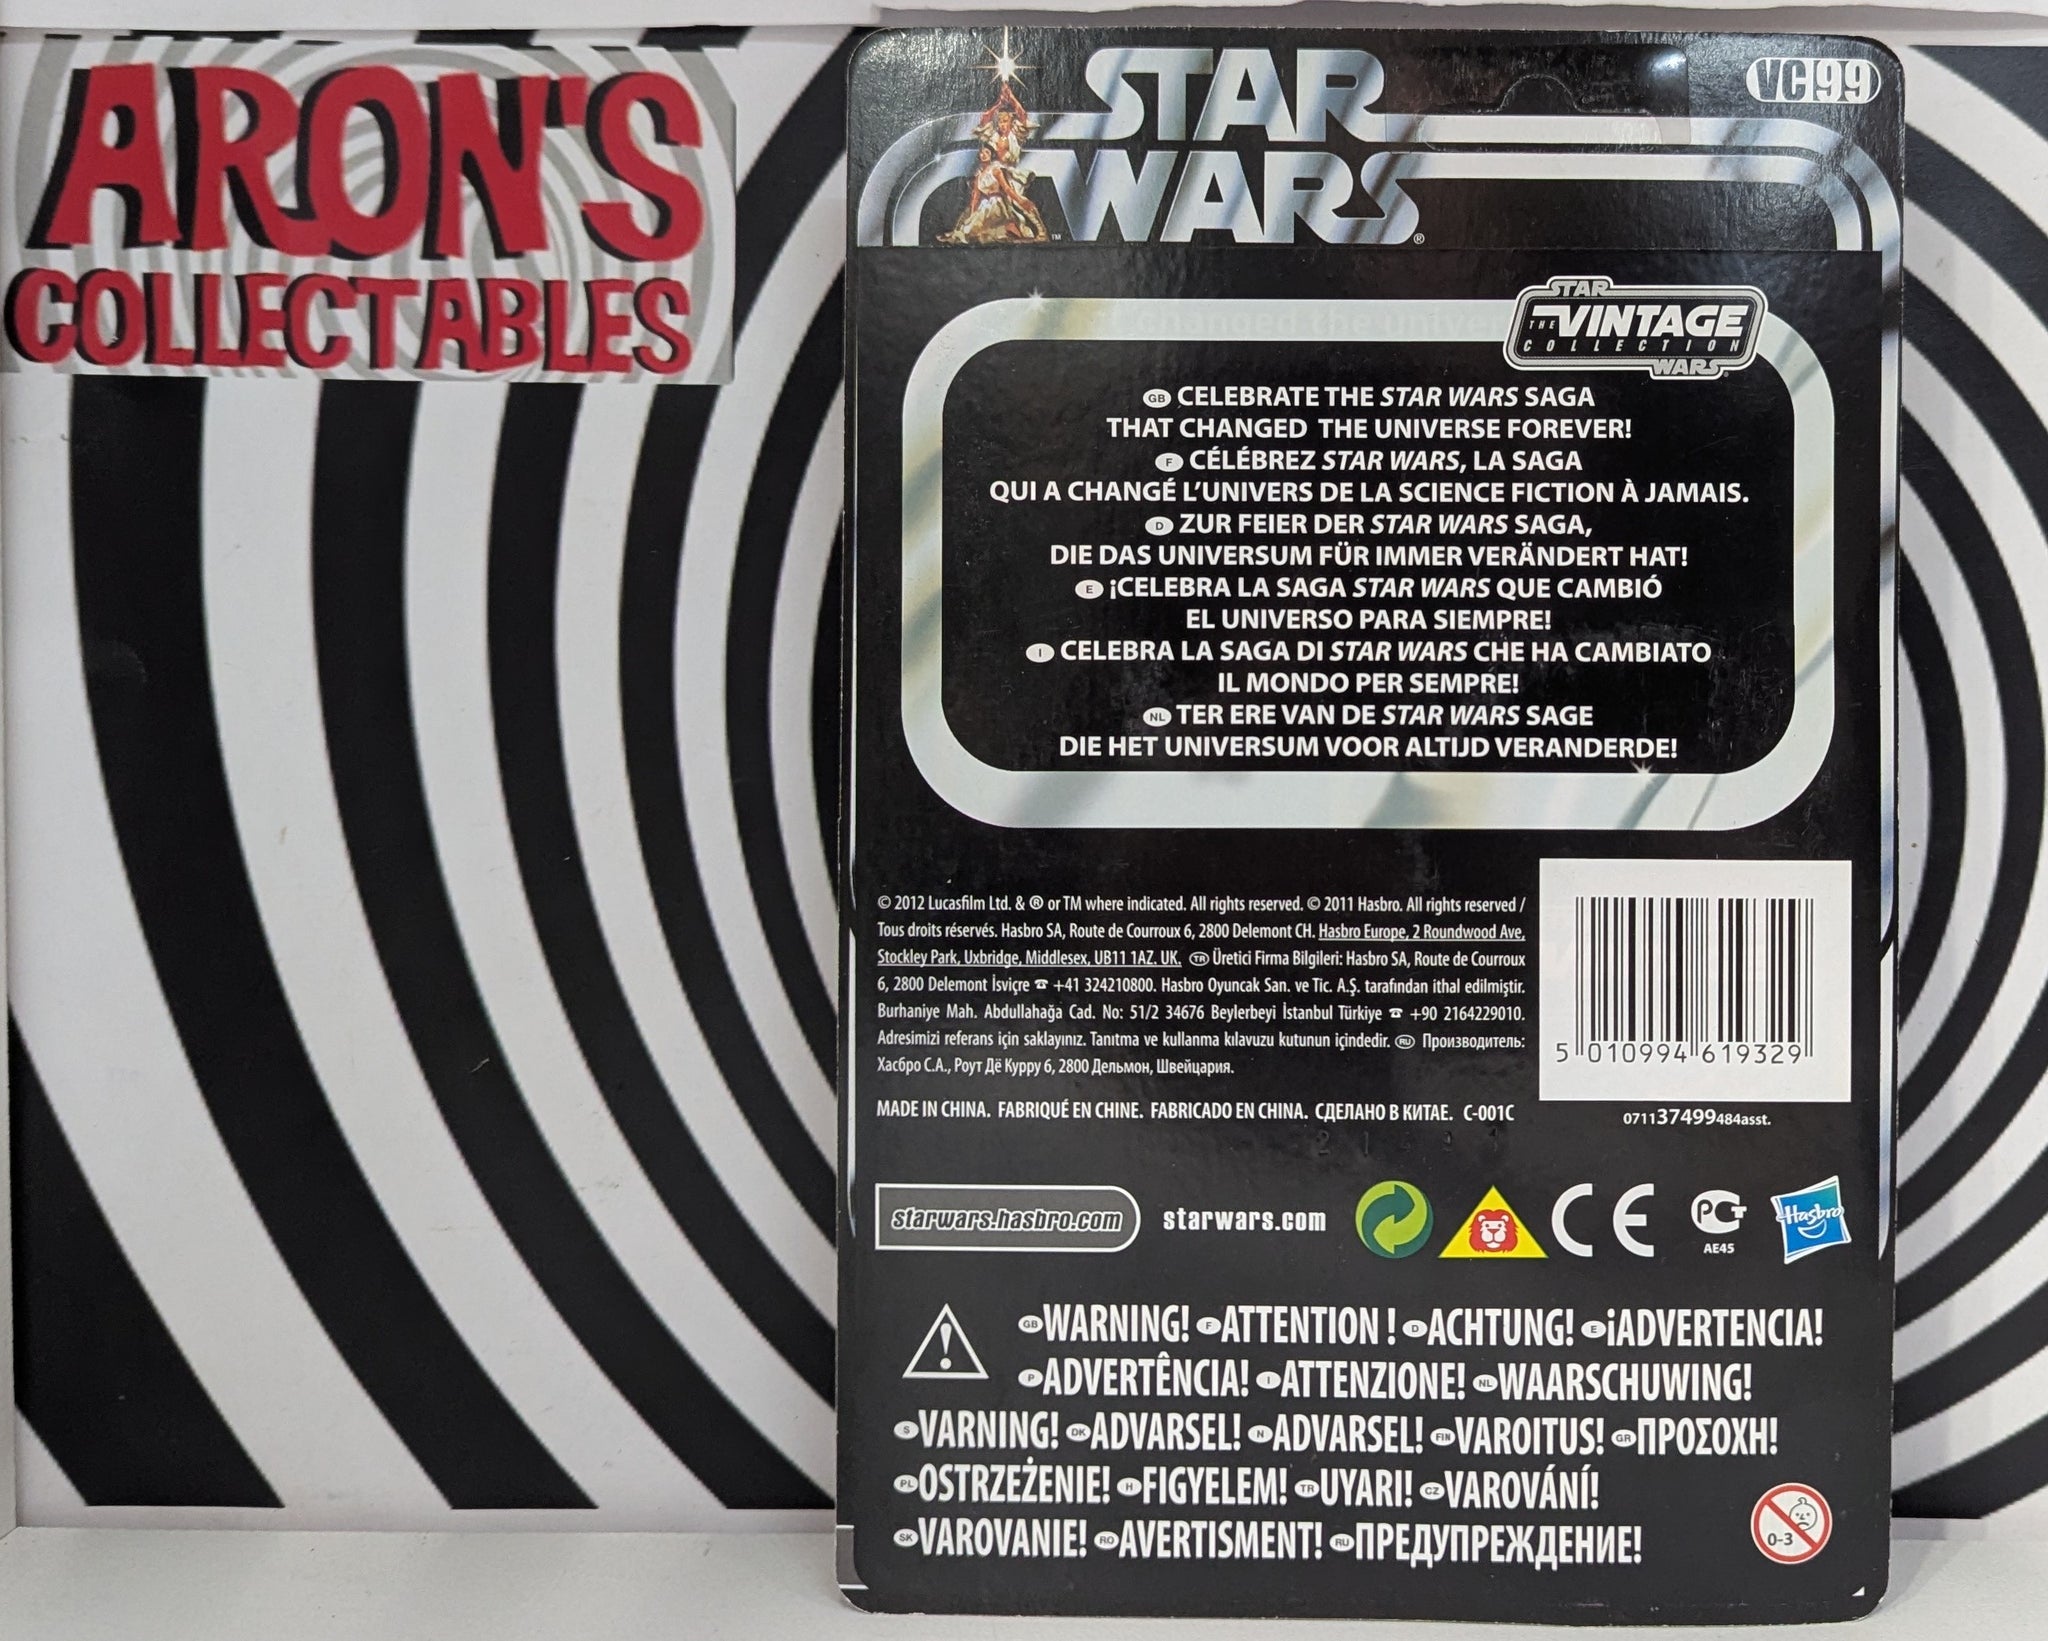 ARON'S
COLLECTABLES
STAR
WARS
TM
®
VC99
STAR
THE VINTAGE
COLLECTION
WARS
GB CELEBRATE THE STAR WARS SAGA
THAT CHANGED THE UNIVERSE FOREVER!
F CÉLÉBREZ STAR WARS, LA SAGA
QUI A CHANGÉ L'UNIVERS DE LA SCIENCE FICTION À JAMAIS.
D ZUR FEIER DER STAR WARS SAGA,
DIE DAS UNIVERSUM FÜR IMMER VERÄNDERT HAT!
E ¡CELEBRA LA SAGA STAR WARS QUE CAMBIÓ
EL UNIVERSO PARA SIEMPRE!
I CELEBRA LA SAGA DI STAR WARS CHE HA CAMBIATO
IL MONDO PER SEMPRE!
NL TER ERE VAN DE STAR WARS SAGE
DIE HET UNIVERSUM VOOR ALTIJD VERANDERDE!
© 2012 Lucasfilm Ltd. & ® or TM where indicated. All rights reserved. © 2011 Hasbro. All rights reserved /
Tous droits réservés. Hasbro SA, Route de Courroux 6, 2800 Delemont CH. Hasbro Europe, 2 Roundwood Ave,
Stockley Park, Uxbridge, Middlesex, UB11 1AZ. UK. TR Üretici Firma Bilgileri: Hasbro SA, Route de Courroux
6, 2800 Delemont İsviçre ☎ +41 324210800. Hasbro Oyuncak San. ve Tic. A.Ş. tarafından ithal edilmiştir.
Burhaniye Mah. Abdullahağa Cad. No: 51/2 34676 Beylerbeyi İstanbul Türkiye ☎ +90 2164229010.
Adresimizi referans için saklayınız. Tanıtma ve kullanma kılavuzu kutunun içindedir. RU Производитель:
Хасбро С.А., Роут Дё Курру 6, 2800 Дельмон, Швейцария.
MADE IN CHINA. FABRIQUÉ EN CHINE. FABRICADO EN CHINA. СДЕЛАНО В КИТАЕ. C-001C
5 010994 619329
071137499484asst.
starwars.hasbro.com
starwars.com
CE
РСТ
AE45
Hasbro
GB WARNING! F ATTENTION ! D ACHTUNG! E ¡ADVERTENCIA!
P ADVERTÊNCIA! I ATTENZIONE! NL WAARSCHUWING!
S VARNING! DK ADVARSEL! N ADVARSEL! FIN VAROITUS! GR ΠΡΟΣΟΧΗ!
PL OSTRZEŻENIE! H FIGYELEM! TR UYARI! CZ VAROVÁNÍ!
SK VAROVANIE! RO AVERTISMENT! RU ПРЕДУПРЕЖДЕНИЕ!
0-3